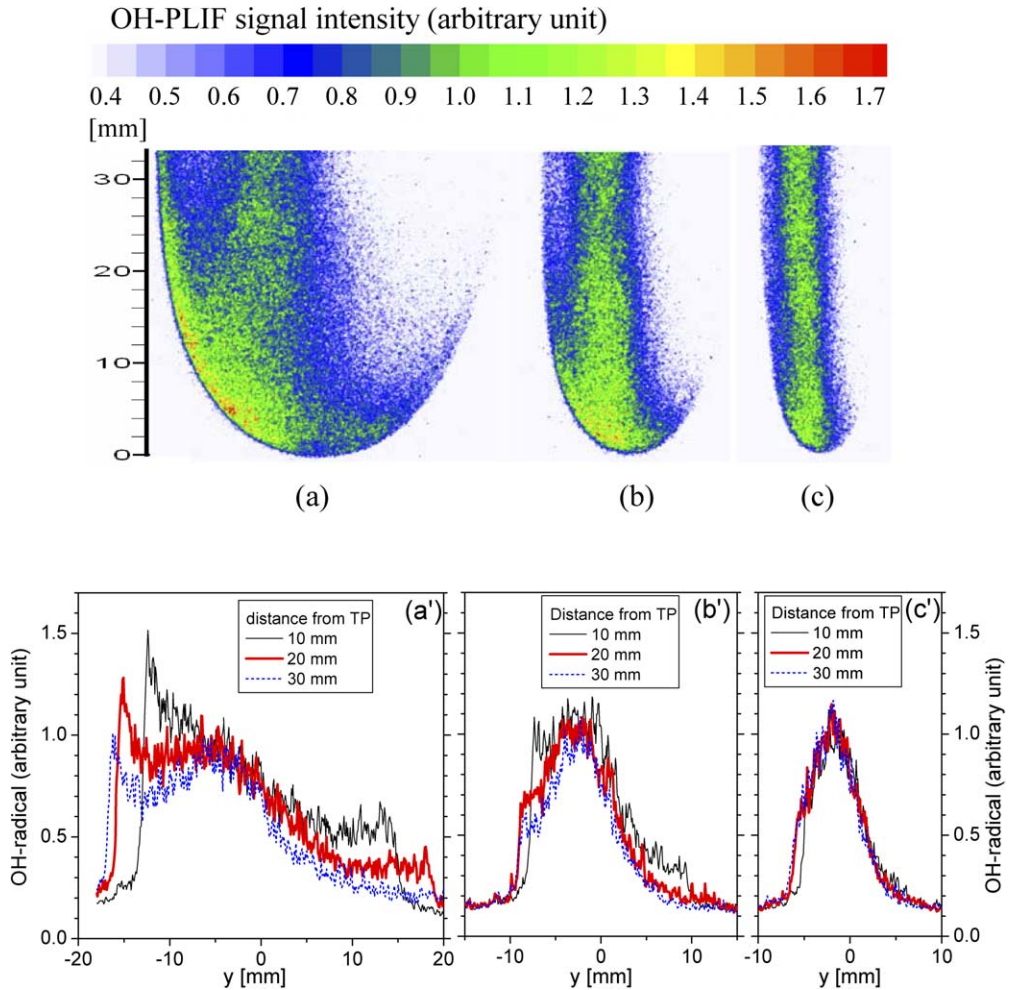 OH-PLIF signal intensity (arbitrary unit)
0.4 0.5 0.6 0.7 0.8 0.9 1.0 1.1 1.2 1.3 1.4 1.5 1.6 1.7
[mm]
30
20
10
0
(a) (b) (c)
OH-radical (arbitrary unit)
1.5
1.0
0.5
0.0
(a')
distance from TP
10 mm
20 mm
30 mm
-20 -10 0 10 20
y [mm]
(b')
Distance from TP
10 mm
20 mm
30 mm
-10 0 10
y [mm]
(c')
Distance from TP
10 mm
20 mm
30 mm
-10 0 10
y [mm]
1.5
1.0
0.5
0.0
OH-radical (arbitrary unit)